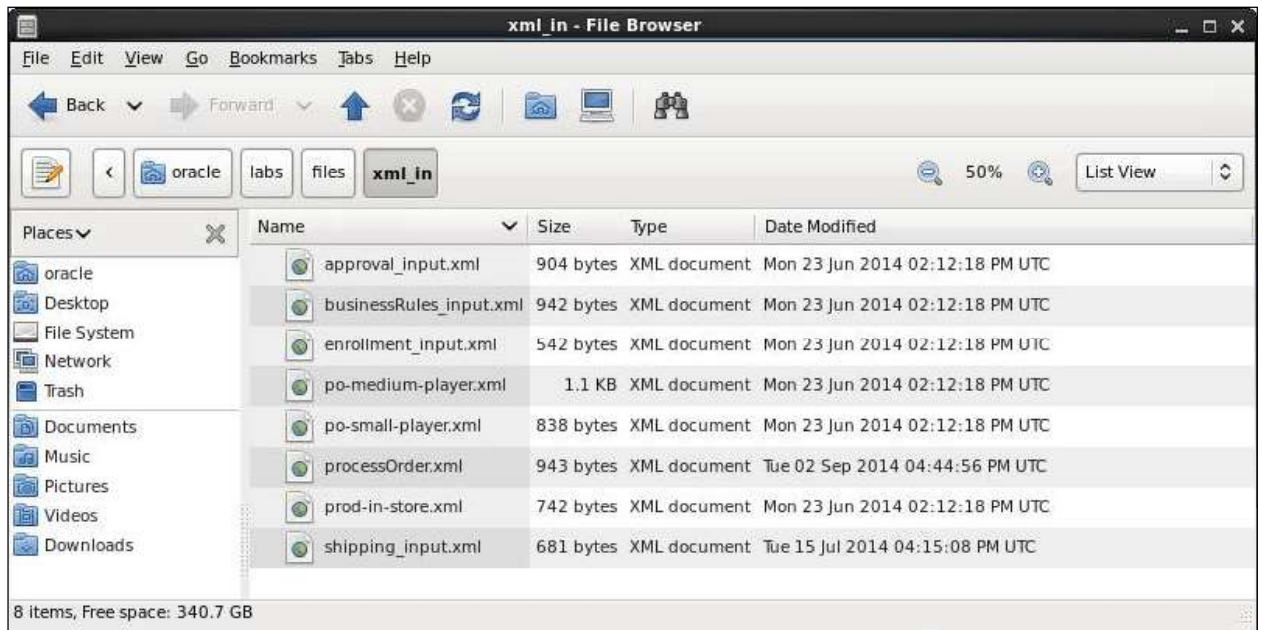 xml_in - File Browser
File Edit View Go Bookmarks Tabs Help
Back Forward
oracle labs files xml_in 50% List View
Places Name Size Type Date Modified
oracle
Desktop
File System
Network
Trash
Documents
Music
Pictures
Videos
Downloads
approval_input.xml 904 bytes XML document Mon 23 Jun 2014 02:12:18 PM UTC
businessRules_input.xml 942 bytes XML document Mon 23 Jun 2014 02:12:18 PM UTC
enrollment_input.xml 542 bytes XML document Mon 23 Jun 2014 02:12:18 PM UTC
po-medium-player.xml 1.1 KB XML document Mon 23 Jun 2014 02:12:18 PM UTC
po-small-player.xml 838 bytes XML document Mon 23 Jun 2014 02:12:18 PM UTC
processOrder.xml 943 bytes XML document Tue 02 Sep 2014 04:44:56 PM UTC
prod-in-store.xml 742 bytes XML document Mon 23 Jun 2014 02:12:18 PM UTC
shipping_input.xml 681 bytes XML document Tue 15 Jul 2014 04:15:08 PM UTC
8 items, Free space: 340.7 GB